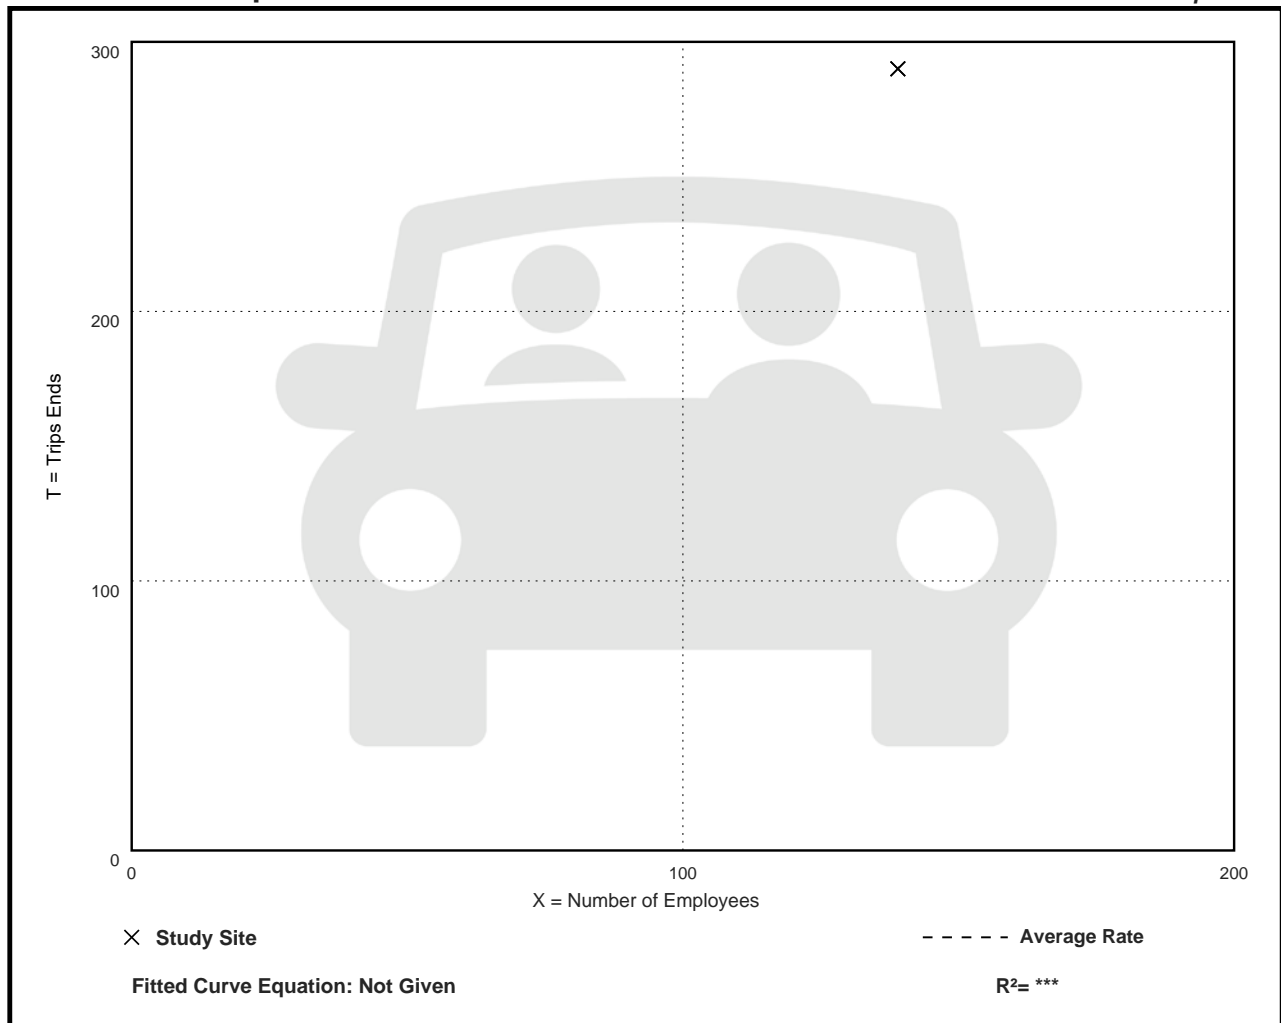 300
200
T = Trips Ends
100
0
0 100 200
X = Number of Employees
Study Site Average Rate
Fitted Curve Equation: Not Given R²= ***